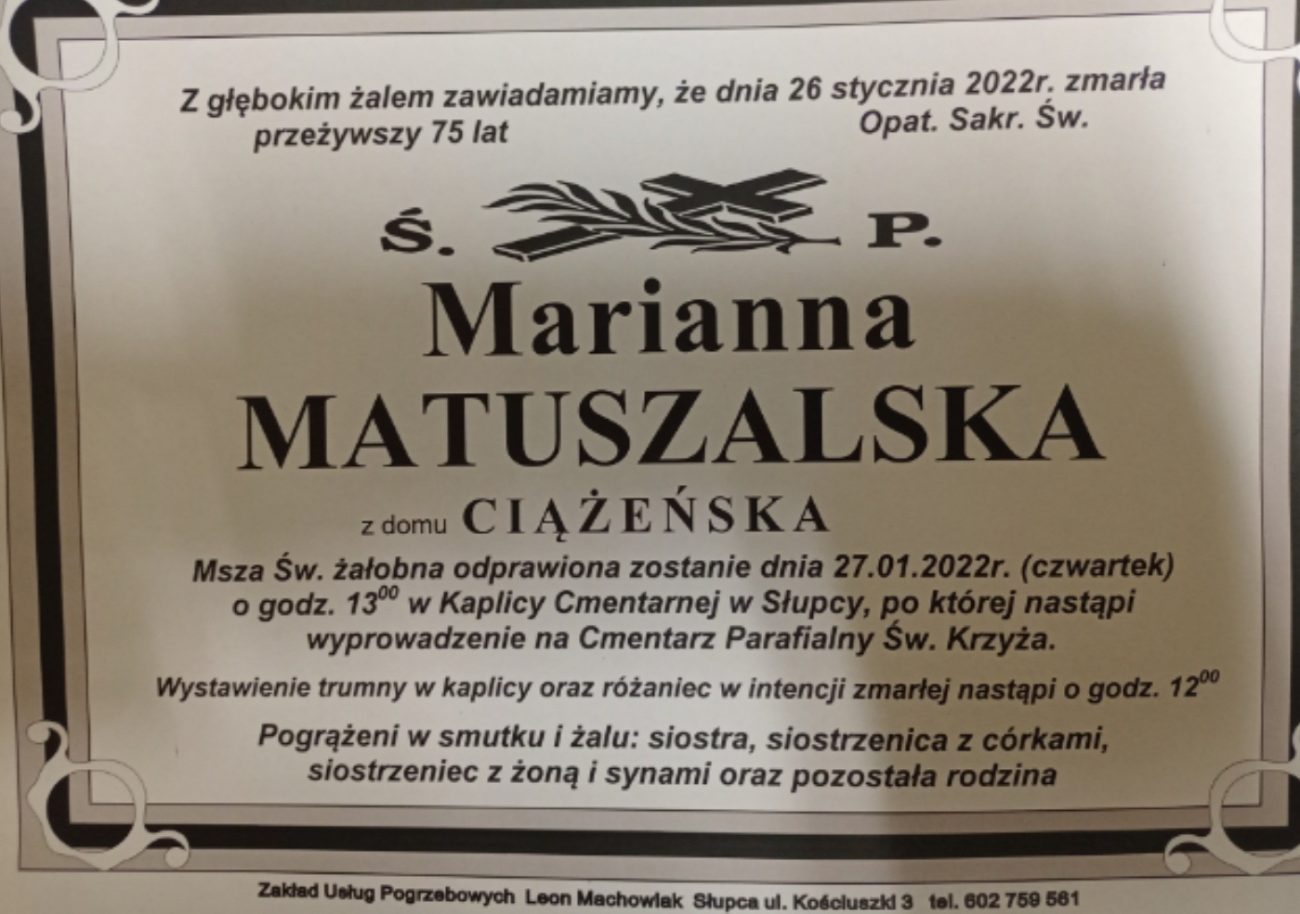 Z głębokim żalem zawiadamiamy, że dnia 26 stycznia 2022r. zmarła
przeżywszy 75 lat Opat. Sakr. Św.
Ś. P.
Marianna
MATUSZALSKA
z domu CIĄŻEŃSKA
Msza Św. żałobna odprawiona zostanie dnia 27.01.2022r. (czwartek)
o godz. 13⁰⁰ w Kaplicy Cmentarnej w Słupcy, po której nastąpi
wyprowadzenie na Cmentarz Parafialny Św. Krzyża.
Wystawienie trumny w kaplicy oraz różaniec w intencji zmarłej nastąpi o godz. 12⁰⁰
Pogrążeni w smutku i żalu: siostra, siostrzenica z córkami,
siostrzeniec z żoną i synami oraz pozostała rodzina
Zakład Usług Pogrzebowych Leon Machowiak Słupca ul. Kościuszki 3 tel. 602 759 561